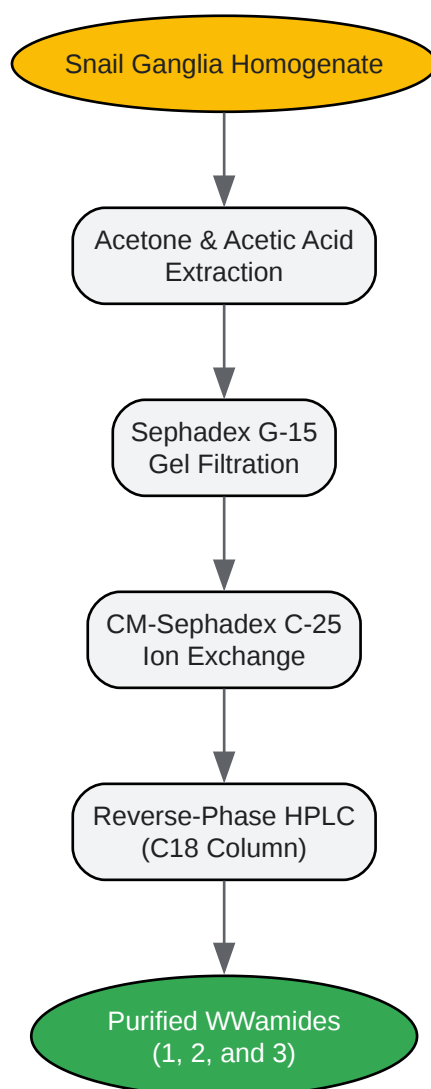 Snail Ganglia Homogenate
Acetone & Acetic Acid
Extraction
Sephadex G-15
Gel Filtration
CM-Sephadex C-25
Ion Exchange
Reverse-Phase HPLC
(C18 Column)
Purified WWamides
(1, 2, and 3)